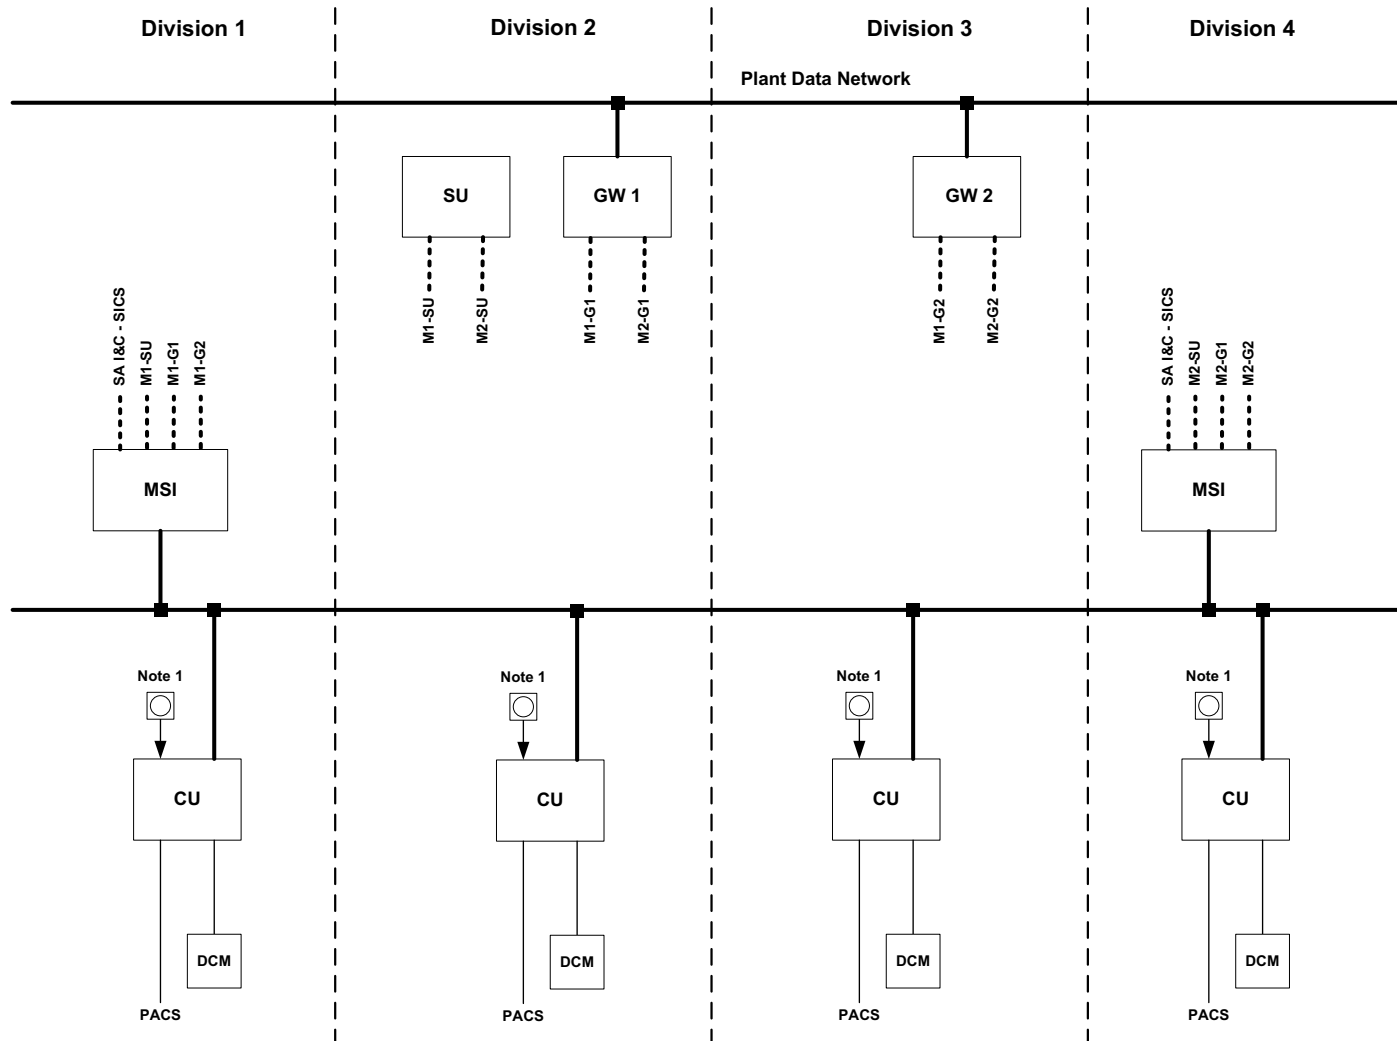 Division 1
Division 2
Division 3
Division 4
Plant Data Network
SU
GW 1
GW 2
M1-SU
M2-SU
M1-G1
M2-G1
M1-G2
M2-G2
SA I&C - SICS
M1-SU
M1-G1
M1-G2
SA I&C - SICS
M2-SU
M2-G1
M2-G2
MSI
MSI
Note 1
Note 1
Note 1
Note 1
CU
CU
CU
CU
DCM
DCM
DCM
DCM
PACS
PACS
PACS
PACS